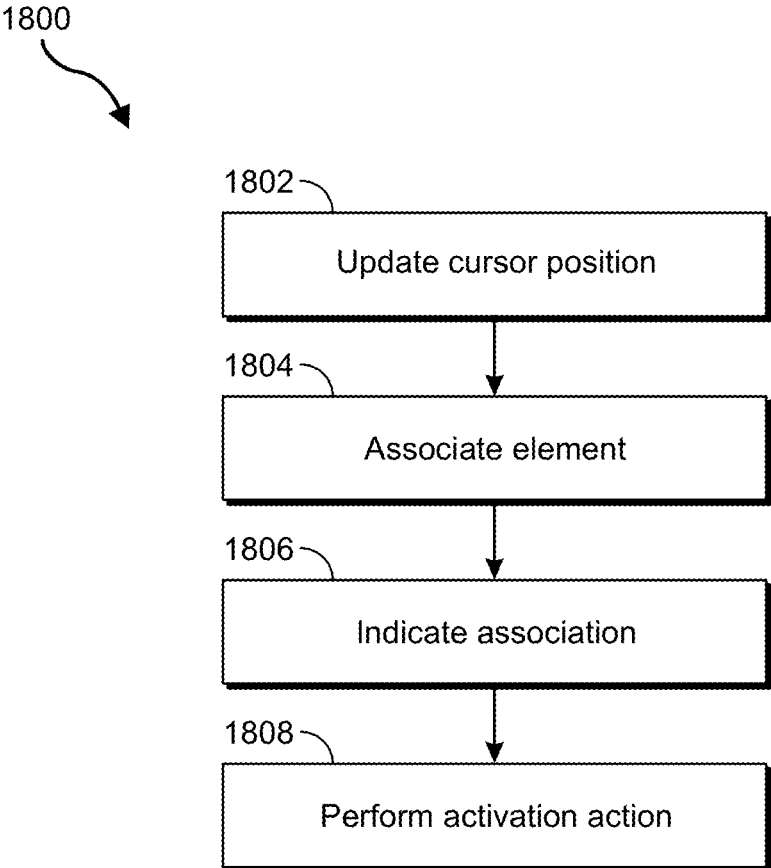 1800
1802
Update cursor position
1804
Associate element
1806
Indicate association
1808
Perform activation action